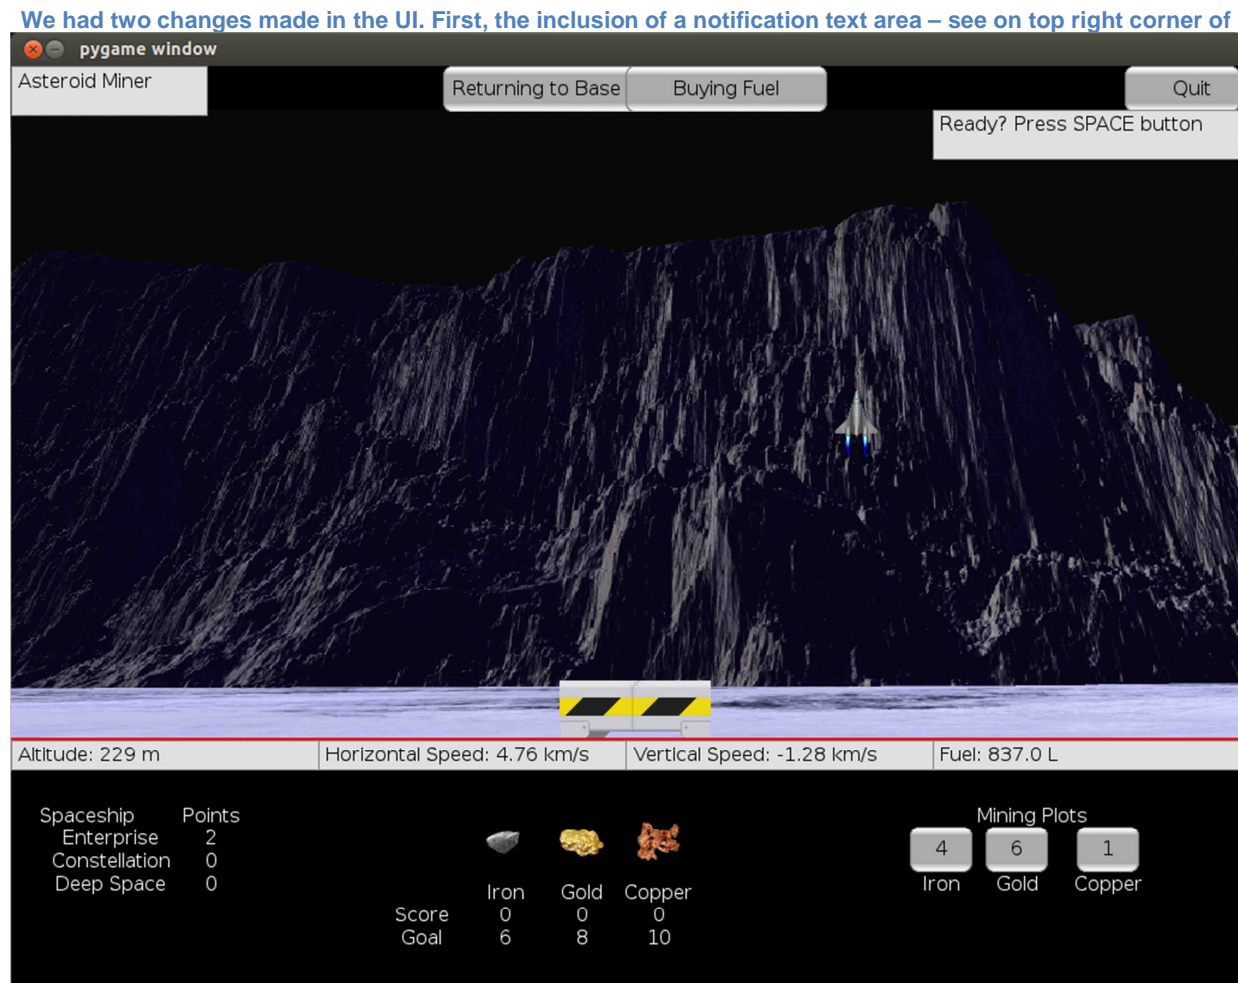 We had two changes made in the UI. First, the inclusion of a notification text area – see on top right corner of
pygame window
Asteroid Miner
Returning to Base
Buying Fuel
Quit
Ready? Press SPACE button
Altitude: 229 m
Horizontal Speed: 4.76 km/s
Vertical Speed: -1.28 km/s
Fuel: 837.0 L
Spaceship Points
Enterprise 2
Constellation 0
Deep Space 0
Iron Gold Copper
Score 0 0 0
Goal 6 8 10
Mining Plots
4 6 1
Iron Gold Copper